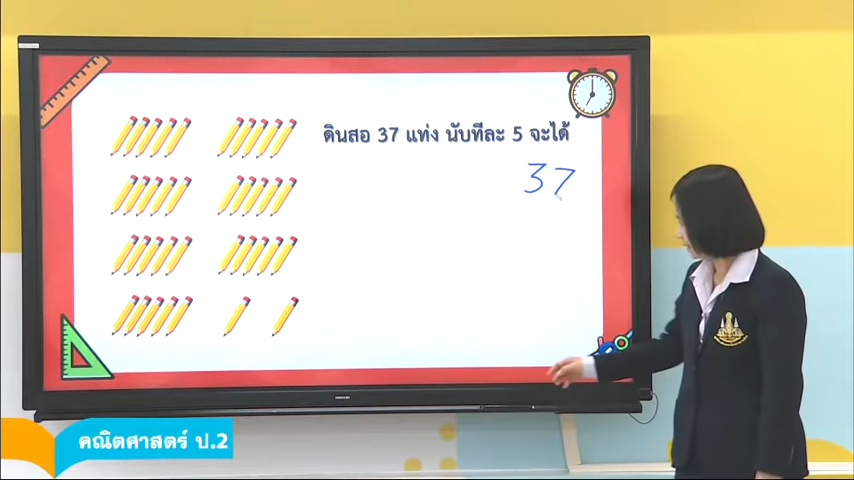 ดินสอ 37 แท่ง นับทีละ 5 จะได้
37
คณิตศาสตร์ ป.2